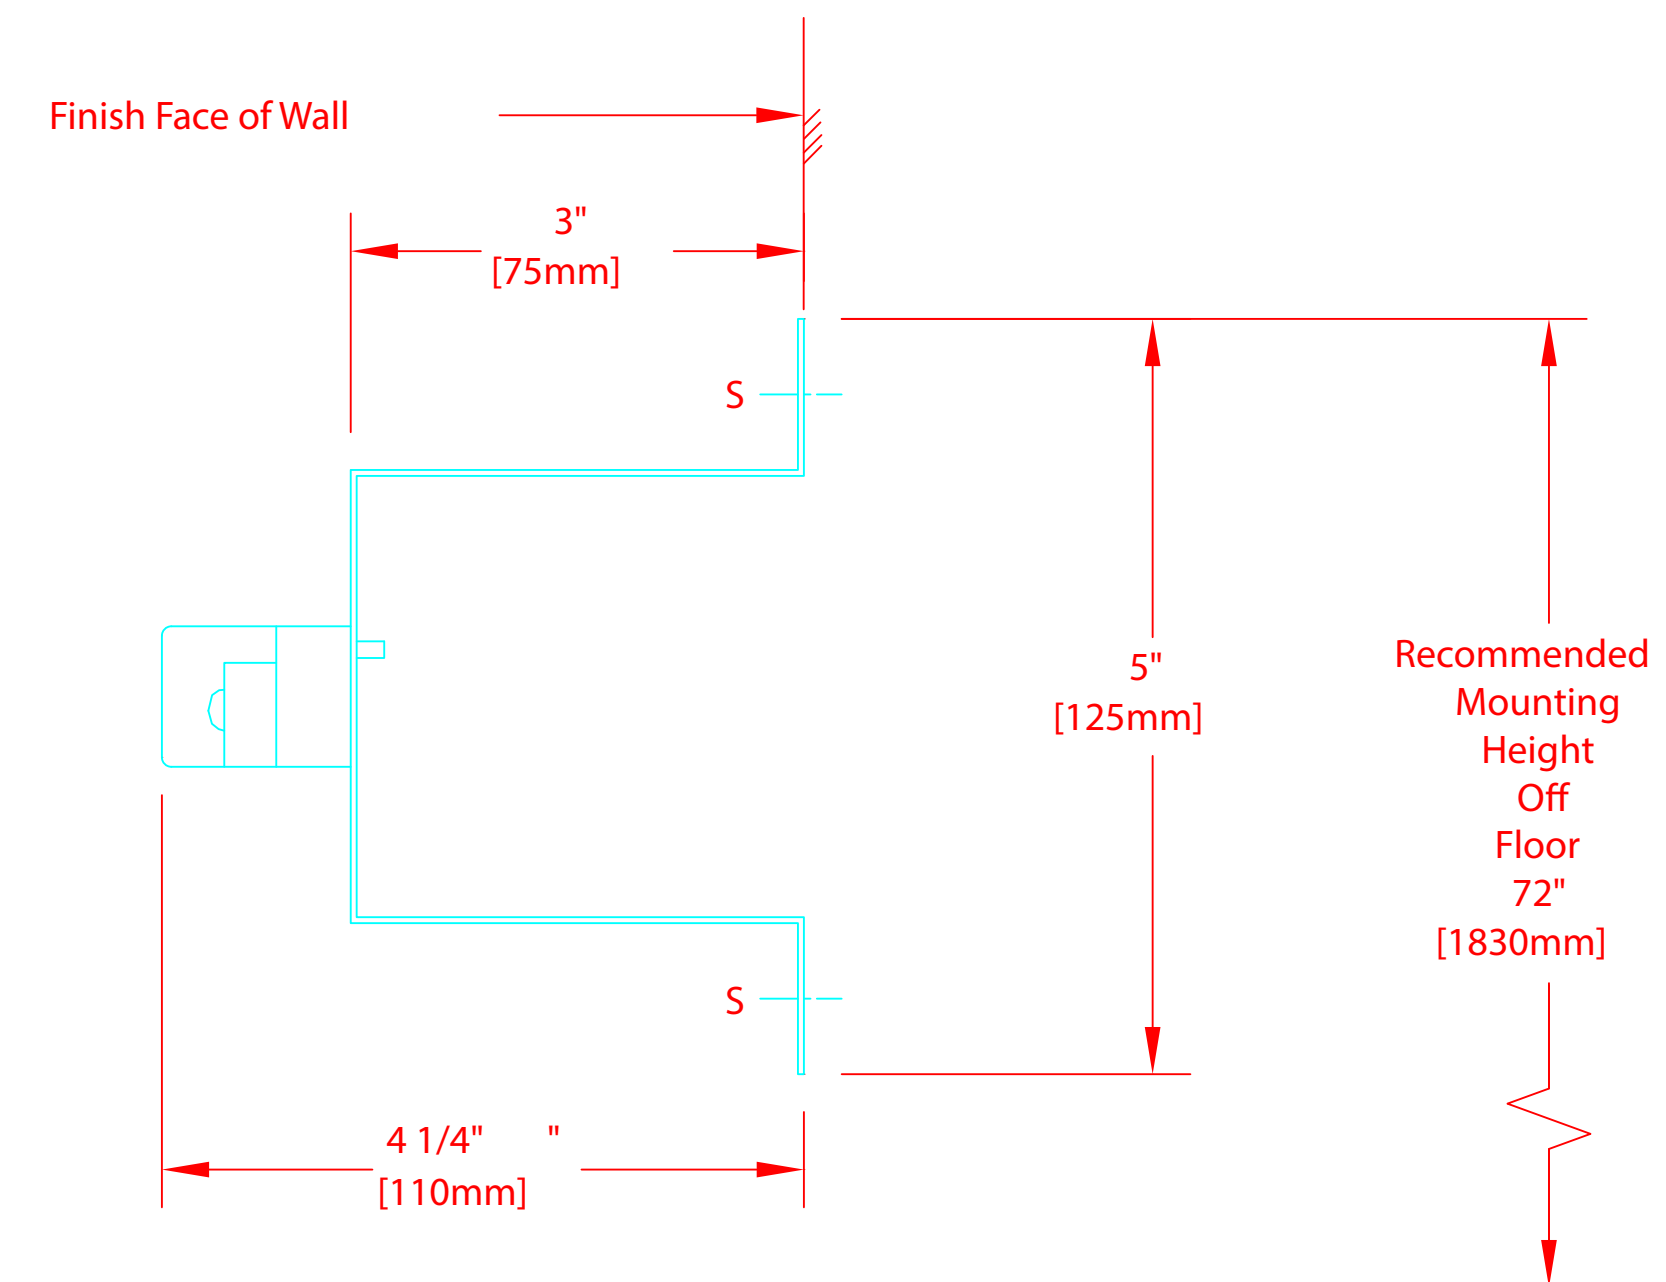 Finish Face of Wall
3"
[75mm]
S
5"
[125mm]
Recommended
Mounting
Height
Off
Floor
72"
[1830mm]
S
4 1/4" "
[110mm]